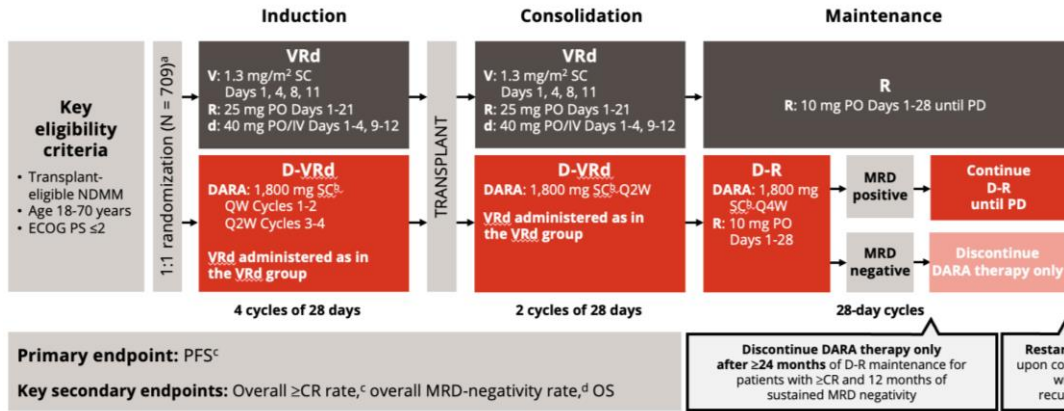 Induction
Consolidation
Maintenance
Key
eligibility
criteria
• Transplant-
eligible NDMM
• Age 18-70 years
• ECOG PS ≤2
1:1 randomization (N = 709)ᵃ
VRd
V: 1.3 mg/m² SC
Days 1, 4, 8, 11
R: 25 mg PO Days 1-21
d: 40 mg PO/IV Days 1-4, 9-12
D-VRd
DARA: 1,800 mg SCᵇ-
QW Cycles 1-2
Q2W Cycles 3-4
VRd administered as in
the VRd group
4 cycles of 28 days
TRANSPLANT
VRd
V: 1.3 mg/m² SC
Days 1, 4, 8, 11
R: 25 mg PO Days 1-21
d: 40 mg PO/IV Days 1-4, 9-12
D-VRd
DARA: 1,800 mg SCᵇ-Q2W
VRd administered as in
the VRd group
2 cycles of 28 days
R
R: 10 mg PO Days 1-28 until PD
D-R
DARA: 1,800 mg
SCᵇ-Q4W
R: 10 mg PO
Days 1-28
MRD
positive
Continue
D-R
until PD
MRD
negative
Discontinue
DARA therapy only
28-day cycles
Primary endpoint: PFSᶜ
Key secondary endpoints: Overall ≥CR rate,ᶜ overall MRD-negativity rate,ᵈ OS
Discontinue DARA therapy only
after ≥24 months of D-R maintenance for
patients with ≥CR and 12 months of
sustained MRD negativity
upon